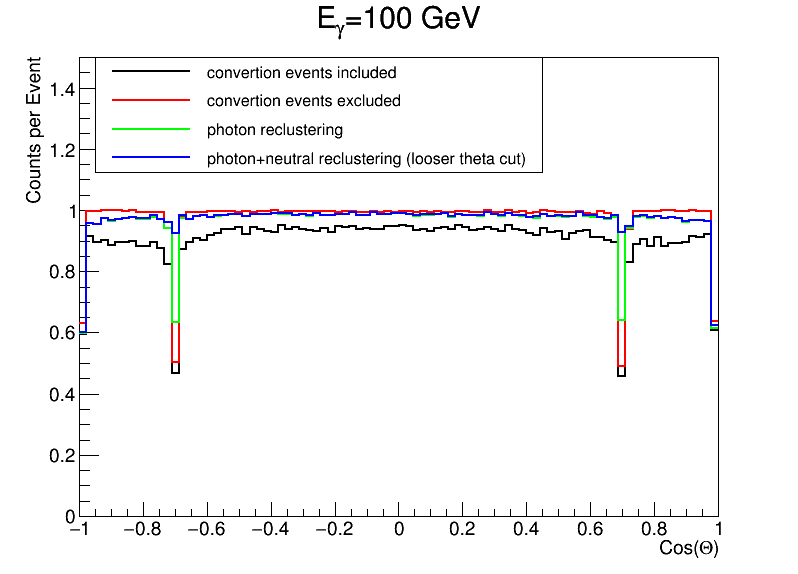 Eγ=100 GeV
Counts per Event
convertion events included
convertion events excluded
photon reclustering
photon+neutral reclustering (looser theta cut)
1.4
1.2
1
0.8
0.6
0.4
0.2
0
−1 −0.8 −0.6 −0.4 −0.2 0 0.2 0.4 0.6 0.8 1
Cos(Θ)